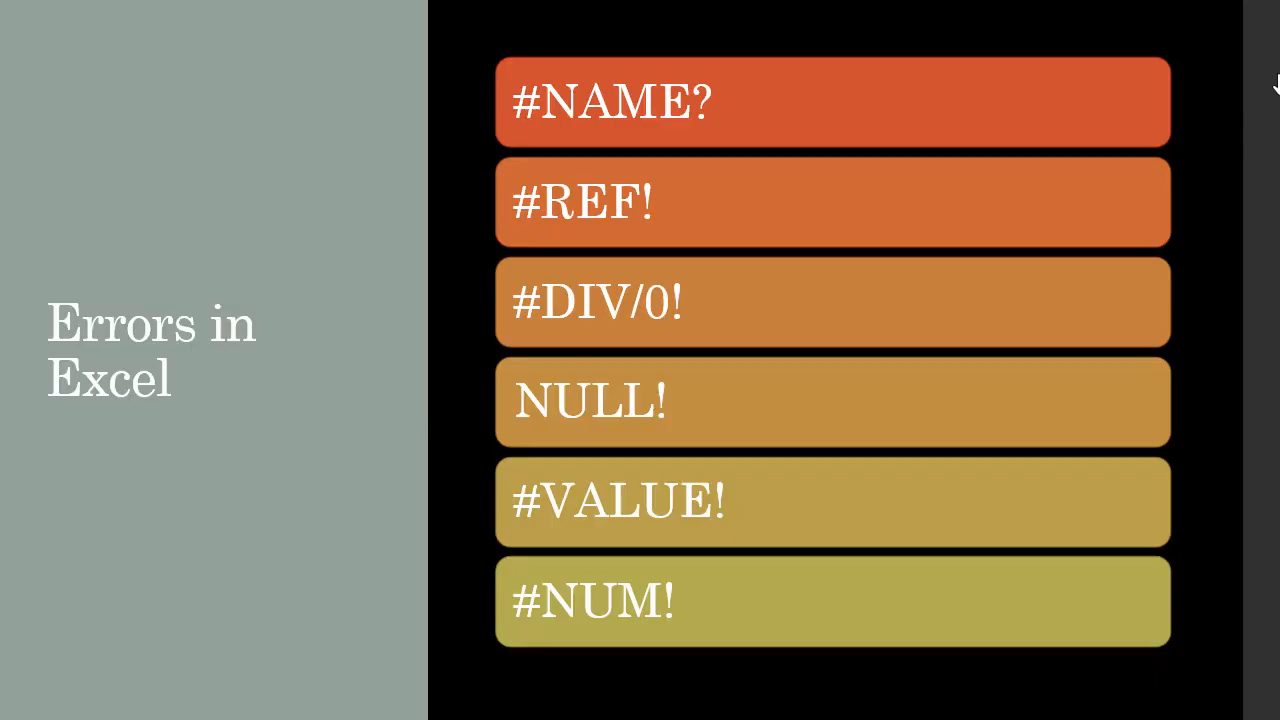 Errors in
Excel
#NAME?
#REF!
#DIV/0!
NULL!
#VALUE!
#NUM!